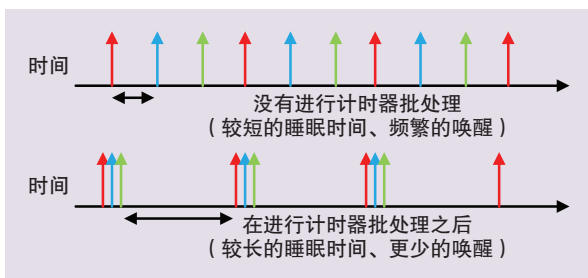 时间
没有进行计时器批处理
（较短的睡眠时间、频繁的唤醒）
时间
在进行计时器批处理之后
（较长的睡眠时间、更少的唤醒）